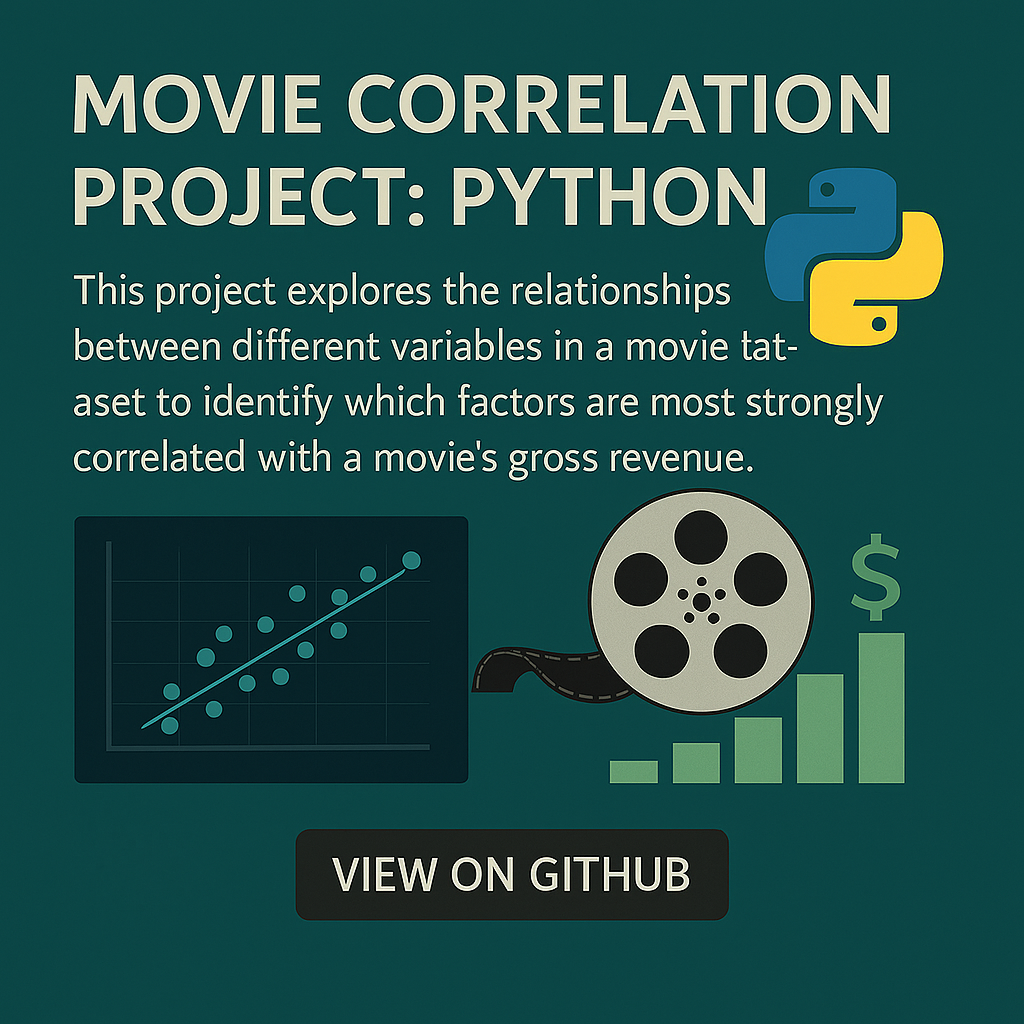 MOVIE CORRELATION
PROJECT: PYTHON
This project explores the relationships
between different variables in a movie tat-
aset to identify which factors are most strongly
correlated with a movie's gross revenue.
$
VIEW ON GITHUB